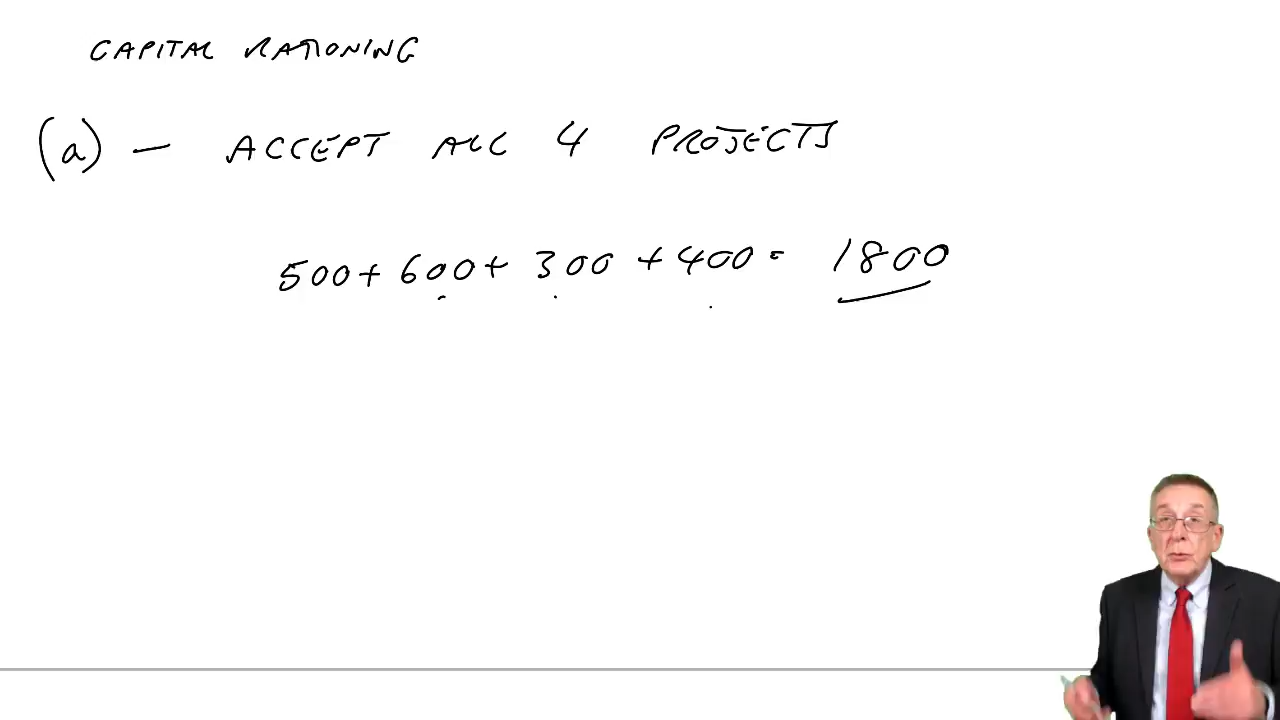 CAPITAL RATIONING
(a) — ACCEPT ALL 4 PROJECTS
500 + 600 + 300 + 400 = 1800